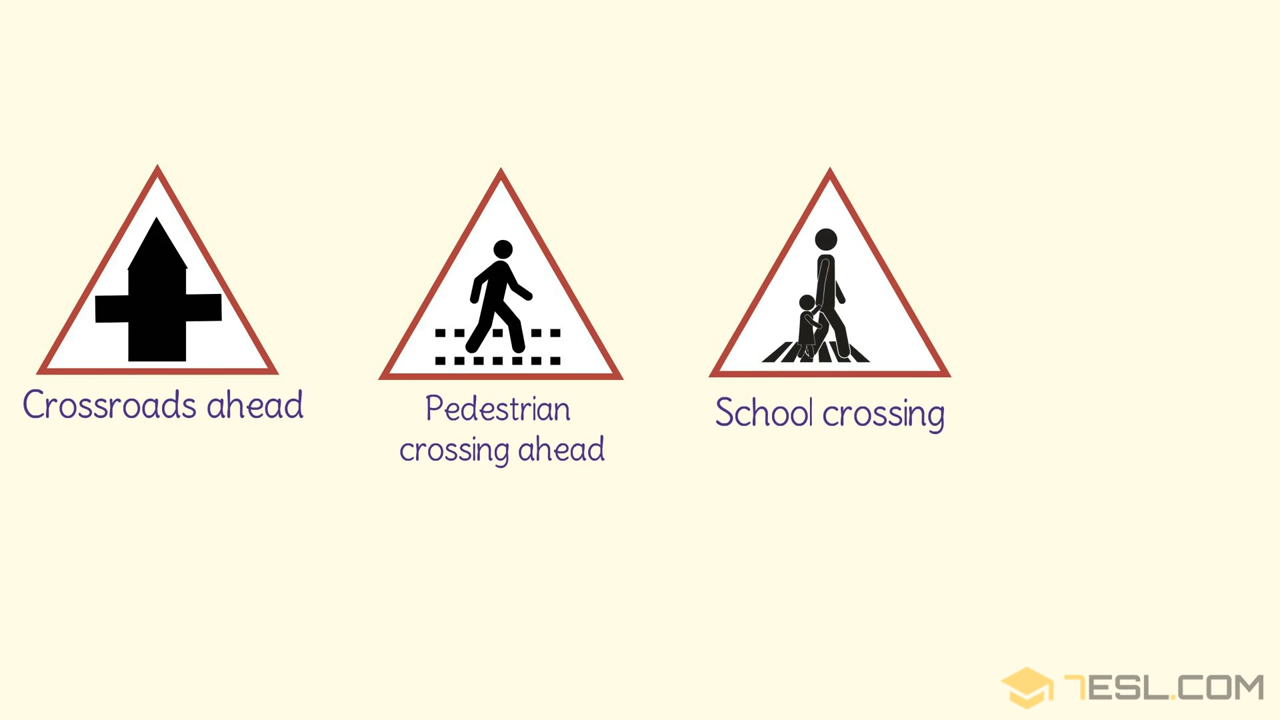 Crossroads ahead
Pedestrian
crossing ahead
School crossing
7ESL.COM